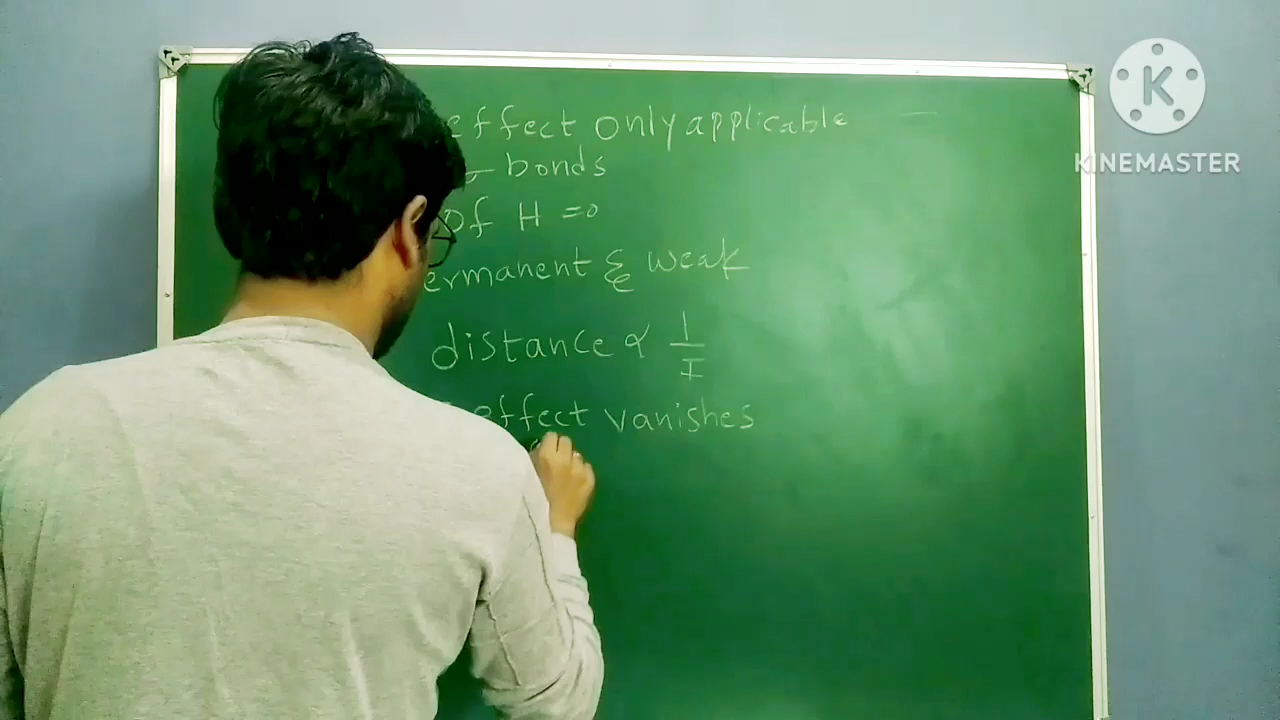 effect only applicable
σ bonds
of H = 0
ermanent & weak
distance ∝ 1/I
effect vanishes
K
KINEMASTER